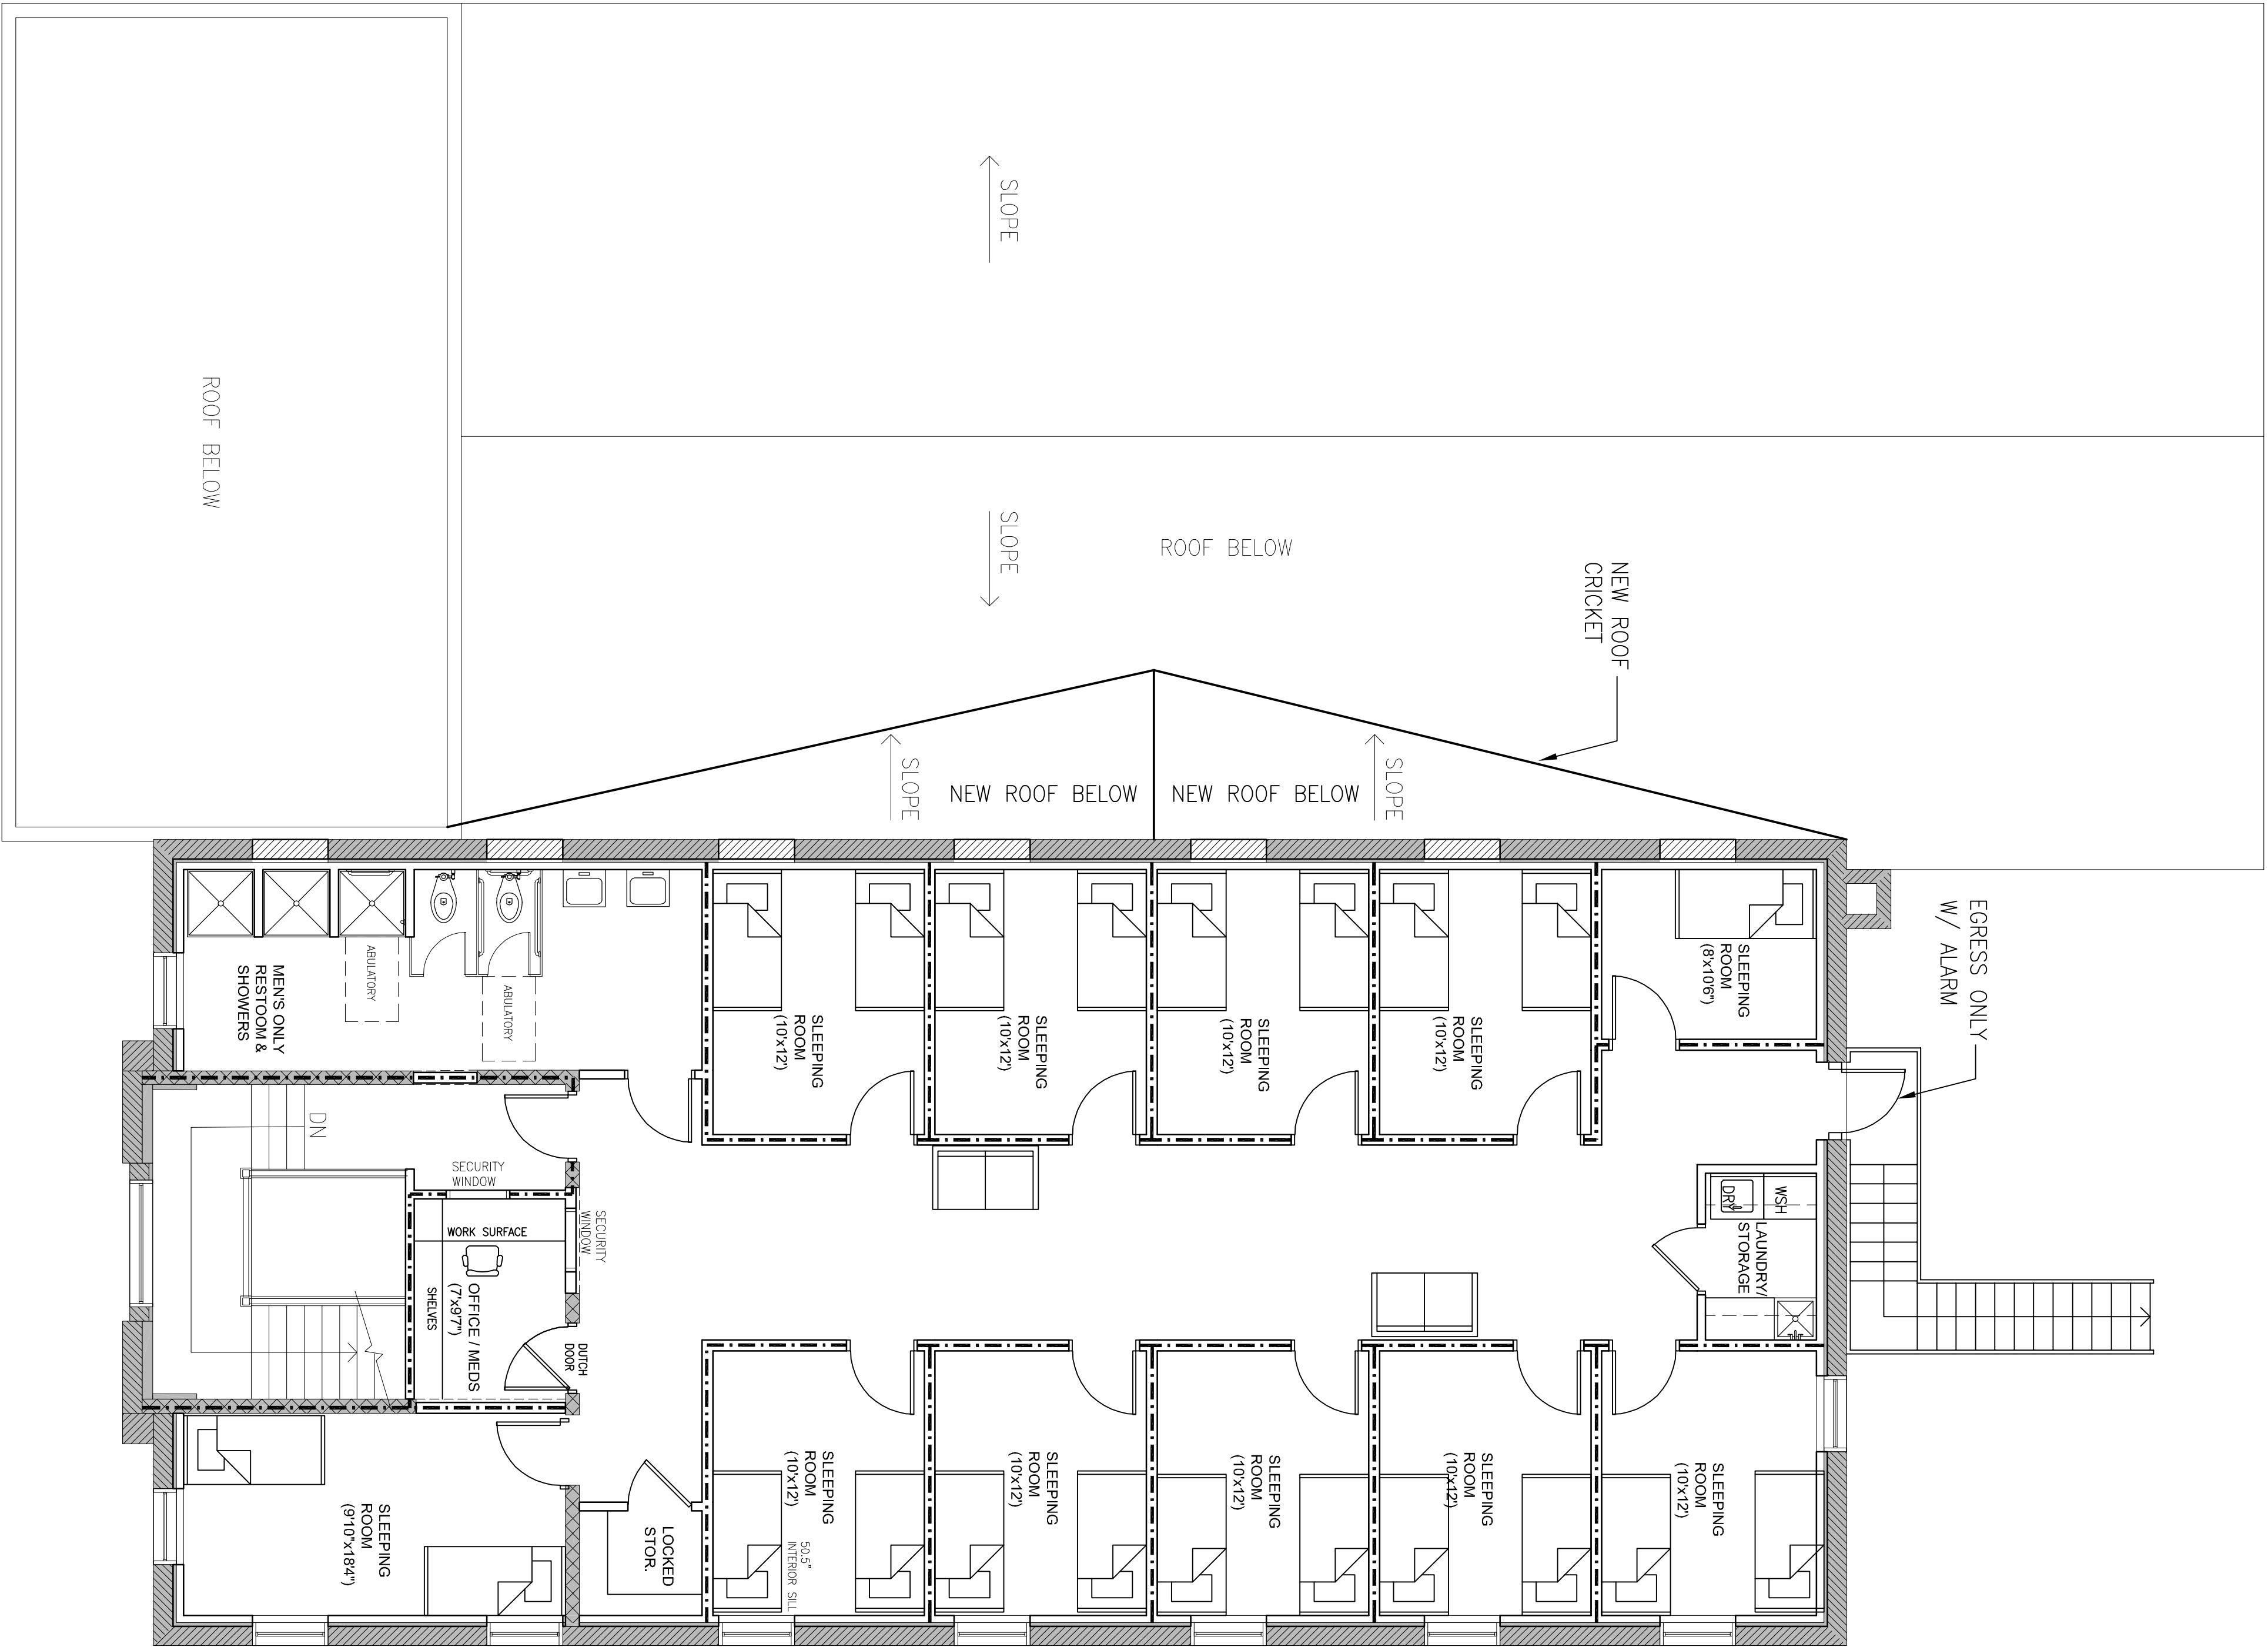 SLOPE
ROOF BELOW
SLOPE
ROOF BELOW
NEW ROOF
CRICKET
SLOPE
NEW ROOF BELOW
NEW ROOF BELOW
SLOPE
EGRESS ONLY
W/ ALARM
MEN'S ONLY
RESTOOM &
SHOWERS
ABULATORY
ABULATORY
SLEEPING
ROOM
(10'x12')
SLEEPING
ROOM
(10'x12')
SLEEPING
ROOM
(10'x12')
SLEEPING
ROOM
(10'x12')
SLEEPING
ROOM
(8'x10'6")
DN
SECURITY
WINDOW
SECURITY
WINDOW
WORK SURFACE
SHELVES
OFFICE / MEDS
(7'x9'7")
DUTCH
DOOR
WSH
DRY
LAUNDRY/
STORAGE
SLEEPING
ROOM
(9'10"x18'4")
LOCKED
STOR.
SLEEPING
ROOM
(10'x12')
50.5"
INTERIOR SILL
SLEEPING
ROOM
(10'x12')
SLEEPING
ROOM
(10'x12')
SLEEPING
ROOM
(10'x12')
SLEEPING
ROOM
(10'x12')